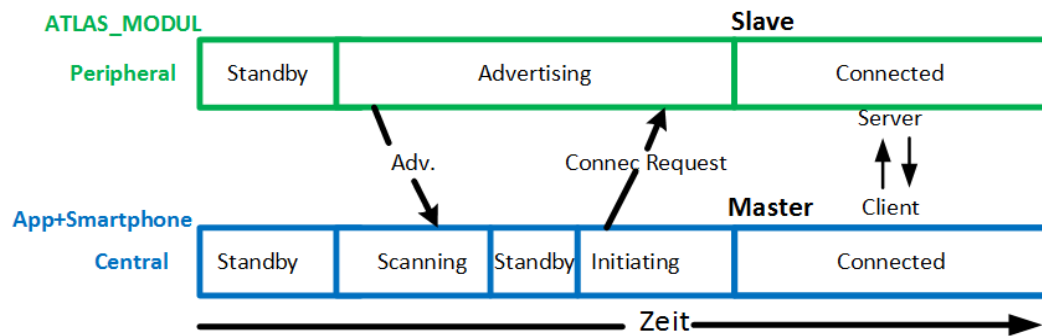 ATLAS_MODUL Slave
Peripheral Standby Advertising Connected
Server
Adv. Connec Request
App+Smartphone Master Client
Central Standby Scanning Standby Initiating Connected
Zeit